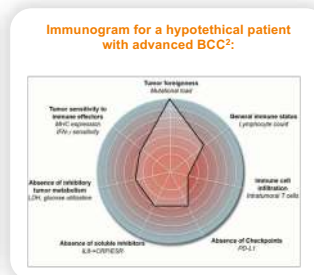 Immunogram for a hypotethical patient
with advanced BCC²:
Tumor foreignness
Mutational load
Tumor sensitivity to
immune effectors
MHC expression
IFN-γ sensitivity
General immune status
Lymphocyte count
Absence of inhibitory
tumor metabolism
LDH, glucose utilization
Immune cell
infiltration
Intratumoral T cells
Absence of soluble inhibitors
IL6→CRP/ESR
Absence of Checkpoints
PD-L1